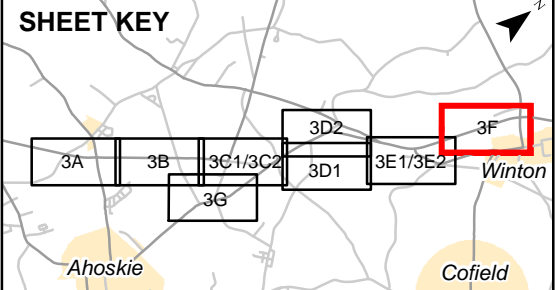 SHEET KEY
N
3D2
3F
3A
3B
3C1/3C2
3D1
3E1/3E2
Winton
3G
Ahoskie
Cofield